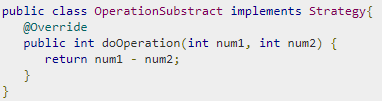 public class OperationSubstract implements Strategy{
   @Override
   public int doOperation(int num1, int num2) {
      return num1 - num2;
   }
}